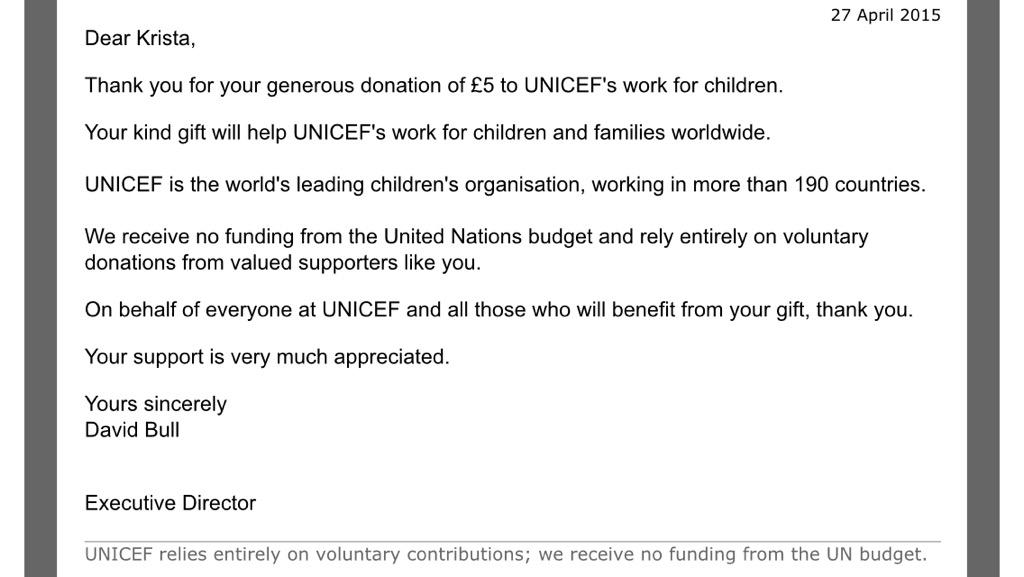 27 April 2015
Dear Krista,
Thank you for your generous donation of £5 to UNICEF's work for children.
Your kind gift will help UNICEF's work for children and families worldwide.
UNICEF is the world's leading children's organisation, working in more than 190 countries.
We receive no funding from the United Nations budget and rely entirely on voluntary
donations from valued supporters like you.
On behalf of everyone at UNICEF and all those who will benefit from your gift, thank you.
Your support is very much appreciated.
Yours sincerely
David Bull
Executive Director
UNICEF relies entirely on voluntary contributions; we receive no funding from the UN budget.